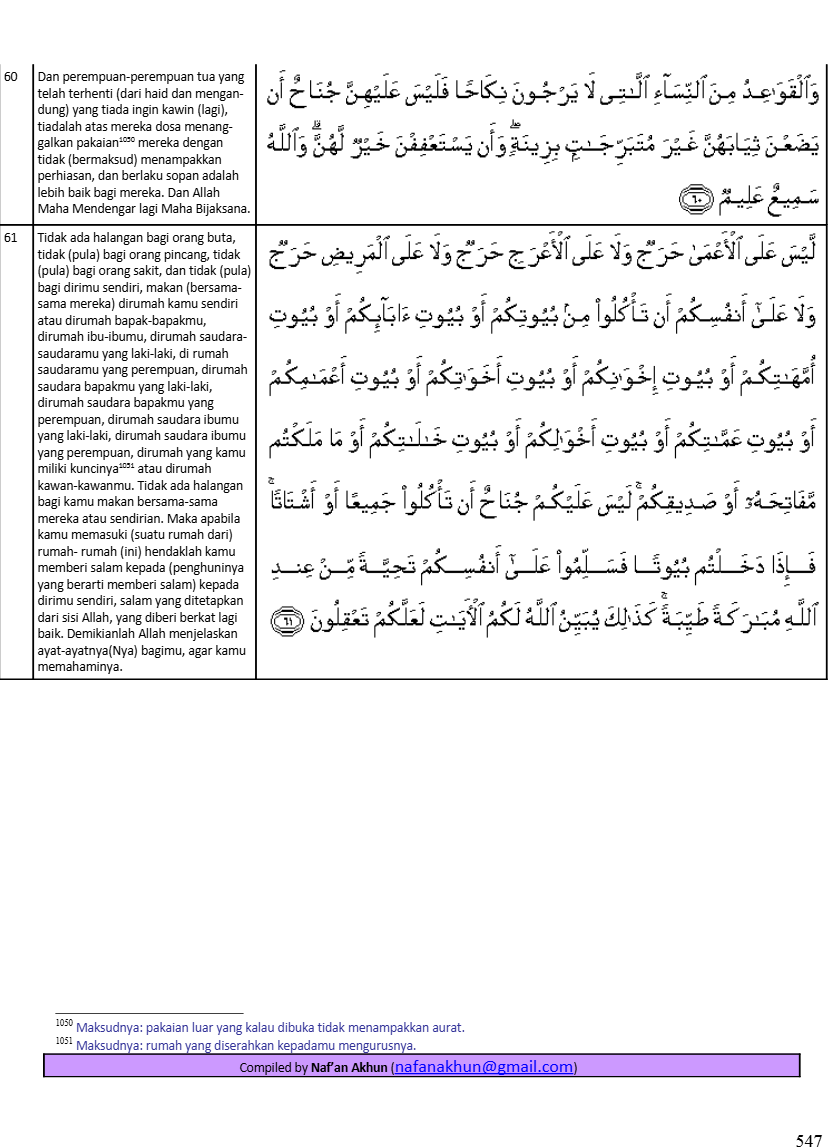 60
Dan perempuan-perempuan tua yang
telah terhenti (dari haid dan mengan-
dung) yang tiada ingin kawin (lagi),
tiadalah atas mereka dosa menang-
galkan pakaian¹⁰⁵⁰ mereka dengan
tidak (bermaksud) menampakkan
perhiasan, dan berlaku sopan adalah
lebih baik bagi mereka. Dan Allah
Maha Mendengar lagi Maha Bijaksana.
وَٱلْقَوَٰعِدُ مِنَ ٱلنِّسَآءِ ٱلَّـٰتِى لَا يَرْجُونَ نِكَاحًا فَلَيْسَ عَلَيْهِنَّ جُنَاحٌ أَن
يَضَعْنَ ثِيَابَهُنَّ غَيْرَ مُتَبَرِّجَـٰتٍۭ بِزِينَةٍۖ وَأَن يَسْتَعْفِفْنَ خَيْرٌ لَّهُنَّۗ وَٱللَّهُ
سَمِيعٌ عَلِيمٌ ٦٠
61
Tidak ada halangan bagi orang buta,
tidak (pula) bagi orang pincang, tidak
(pula) bagi orang sakit, dan tidak (pula)
bagi dirimu sendiri, makan (bersama-
sama mereka) dirumah kamu sendiri
atau dirumah bapak-bapakmu,
dirumah ibu-ibumu, dirumah saudara-
saudaramu yang laki-laki, di rumah
saudaramu yang perempuan, dirumah
saudara bapakmu yang laki-laki,
dirumah saudara bapakmu yang
perempuan, dirumah saudara ibumu
yang laki-laki, dirumah saudara ibumu
yang perempuan, dirumah yang kamu
miliki kuncinya¹⁰⁵¹ atau dirumah
kawan-kawanmu. Tidak ada halangan
bagi kamu makan bersama-sama
mereka atau sendirian. Maka apabila
kamu memasuki (suatu rumah dari)
rumah- rumah (ini) hendaklah kamu
memberi salam kepada (penghuninya
yang berarti memberi salam) kepada
dirimu sendiri, salam yang ditetapkan
dari sisi Allah, yang diberi berkat lagi
baik. Demikianlah Allah menjelaskan
ayat-ayatnya(Nya) bagimu, agar kamu
memahaminya.
لَّيْسَ عَلَى ٱلْأَعْمَىٰ حَرَجٌ وَلَا عَلَى ٱلْأَعْرَجِ حَرَجٌ وَلَا عَلَى ٱلْمَرِيضِ حَرَجٌ
وَلَا عَلَىٰٓ أَنفُسِكُمْ أَن تَأْكُلُوا۟ مِنۢ بُيُوتِكُمْ أَوْ بُيُوتِ ءَابَآئِكُمْ أَوْ بُيُوتِ
أُمَّهَـٰتِكُمْ أَوْ بُيُوتِ إِخْوَٰنِكُمْ أَوْ بُيُوتِ أَخَوَٰتِكُمْ أَوْ بُيُوتِ أَعْمَـٰمِكُمْ
أَوْ بُيُوتِ عَمَّـٰتِكُمْ أَوْ بُيُوتِ أَخْوَٰلِكُمْ أَوْ بُيُوتِ خَـٰلَـٰتِكُمْ أَوْ مَا مَلَكْتُم
مَّفَاتِحَهُۥٓ أَوْ صَدِيقِكُمْۚ لَيْسَ عَلَيْكُمْ جُنَاحٌ أَن تَأْكُلُوا۟ جَمِيعًا أَوْ أَشْتَاتًاۚ
فَإِذَا دَخَلْتُم بُيُوتًا فَسَلِّمُوا۟ عَلَىٰٓ أَنفُسِكُمْ تَحِيَّةً مِّنْ عِندِ
ٱللَّهِ مُبَـٰرَكَةً طَيِّبَةًۚ كَذَٰلِكَ يُبَيِّنُ ٱللَّهُ لَكُمُ ٱلْـَٔايَـٰتِ لَعَلَّكُمْ تَعْقِلُونَ ٦١
¹⁰⁵⁰ Maksudnya: pakaian luar yang kalau dibuka tidak menampakkan aurat.
¹⁰⁵¹ Maksudnya: rumah yang diserahkan kepadamu mengurusnya.
Compiled by Naf’an Akhun (nafanakhun@gmail.com)
547